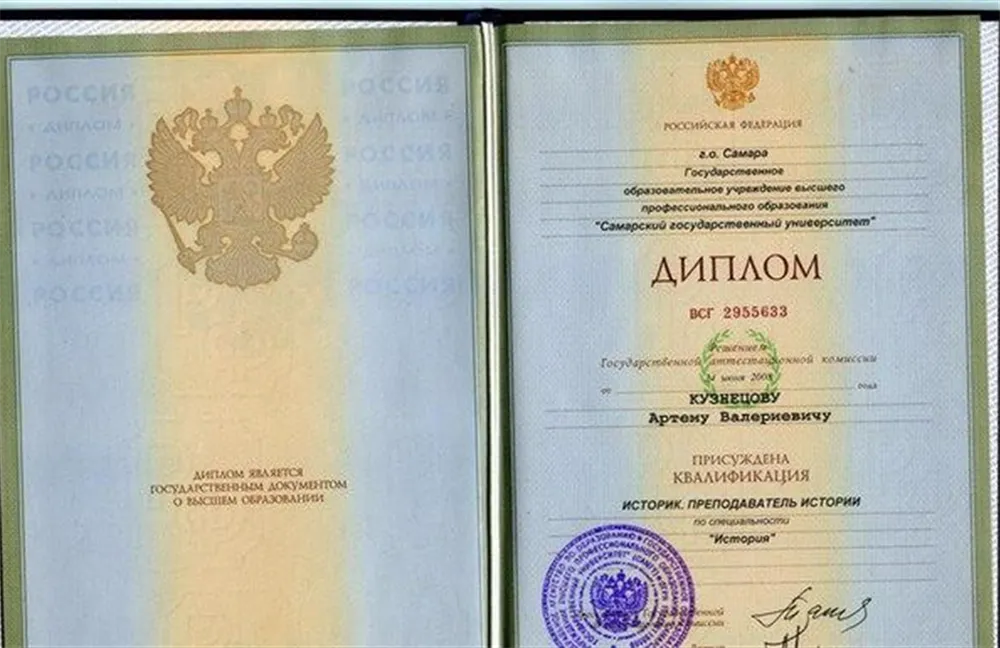 РОССИЯ РОССИЯ
• ДИПЛОМ • • ДИПЛОМ •
РОССИЯ РОССИЯ
• ДИПЛОМ • • ДИПЛОМ •
РОССИЯ РОССИЯ
• ДИПЛОМ • • ДИПЛОМ •
РОССИЯ РОССИЯ
ДИПЛОМ ЯВЛЯЕТСЯ
ГОСУДАРСТВЕННЫМ ДОКУМЕНТОМ
О ВЫСШЕМ ОБРАЗОВАНИИ
РОССИЙСКАЯ ФЕДЕРАЦИЯ
г.о. Самара
Государственное
образовательное учреждение высшего
профессионального образования
"Самарский государственный университет"
ДИПЛОМ
ВСГ 2955633
Решением
Государственной аттестационной комиссии
от июня года
КУЗНЕЦОВУ
Артему Валериевичу
ПРИСУЖДЕНА
КВАЛИФИКАЦИЯ
ИСТОРИК. ПРЕПОДАВАТЕЛЬ ИСТОРИИ
по специальности
"История"